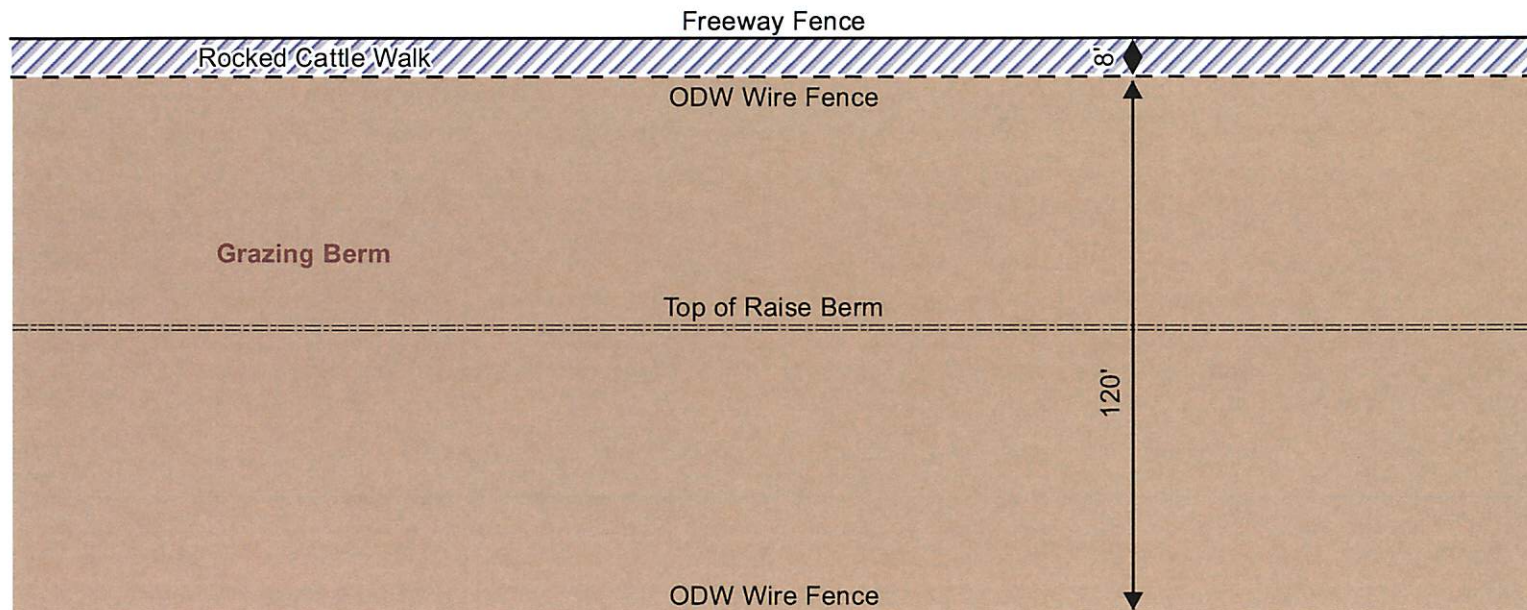 Freeway Fence
Rocked Cattle Walk
8'
ODW Wire Fence
Grazing Berm
Top of Raise Berm
120'
ODW Wire Fence